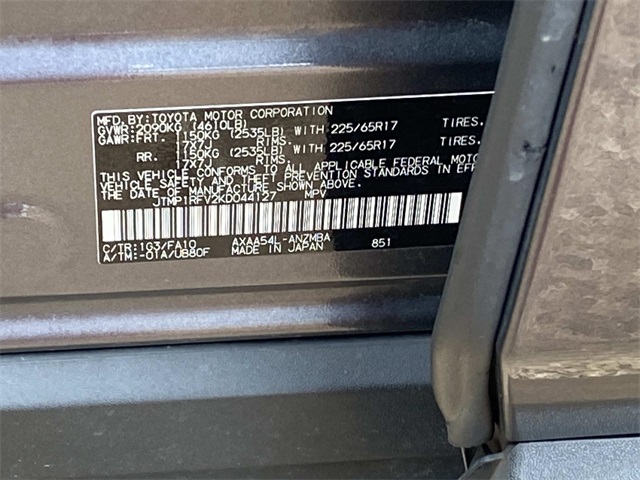 MFD. BY: TOYOTA MOTOR CORPORATION
GVWR: 2090KG (4610LB)
GAWR: FRT. 1150KG (2535LB) WITH 225/65R17 TIRES.
17X7J RIMS.
RR. 1150KG (2535LB) WITH 225/65R17 TIRES.
17X7J RIMS.
THIS VEHICLE CONFORMS TO ALL APPLICABLE FEDERAL MOTOR
VEHICLE SAFETY AND THEFT PREVENTION STANDARDS IN EFF
THE DATE OF MANUFACTURE SHOWN ABOVE.
JTMP1RFV2KD044127 MPV
C/TR: 1G3/FA10 AXAA54L-ANZMBA 851
A/TM: -01A/UB80F MADE IN JAPAN